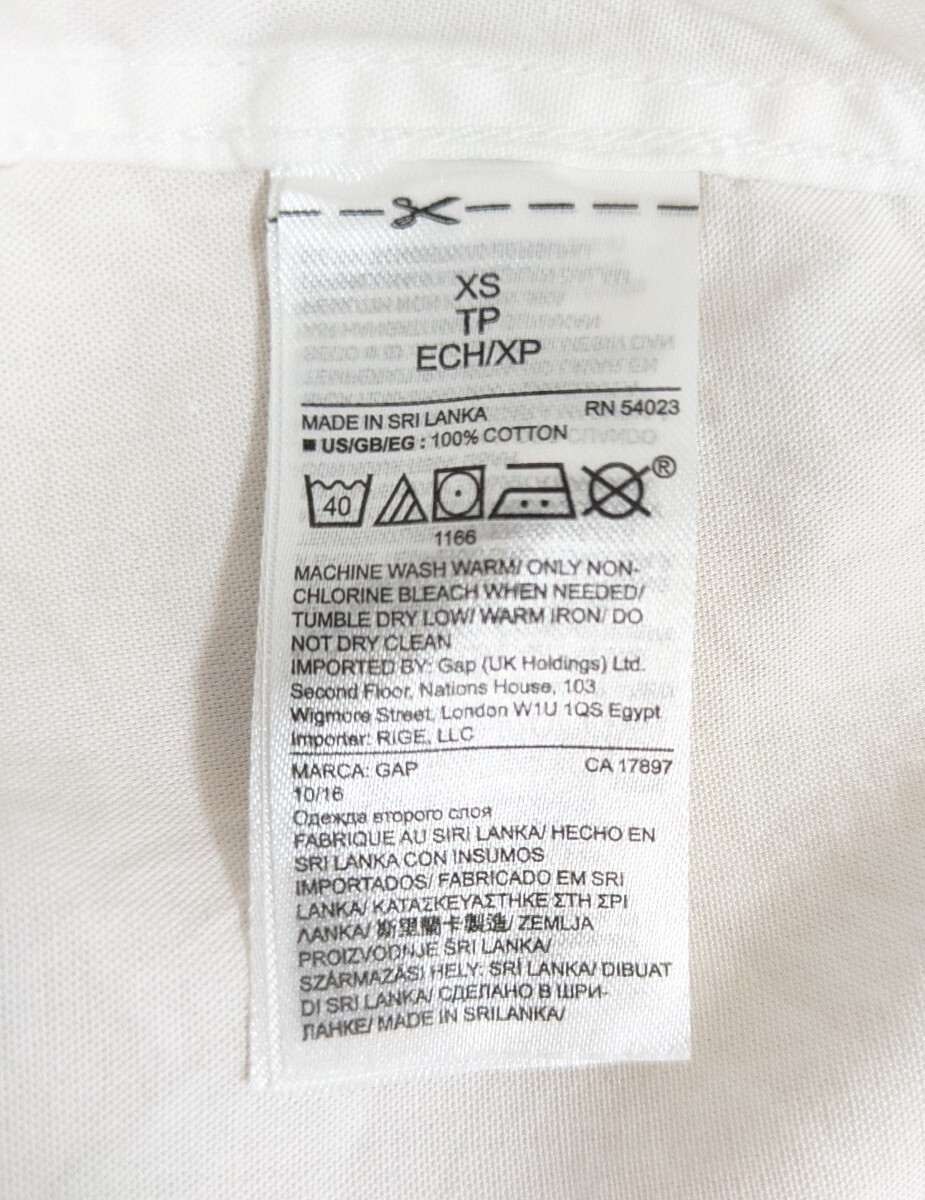 XS
TP
ECH/XP
MADE IN SRI LANKA RN 54023
■ US/GB/EG : 100% COTTON
40 ®
1166
MACHINE WASH WARM/ ONLY NON-
CHLORINE BLEACH WHEN NEEDED/
TUMBLE DRY LOW/ WARM IRON/ DO
NOT DRY CLEAN
IMPORTED BY: Gap (UK Holdings) Ltd.
Second Floor, Nations House, 103
Wigmore Street, London W1U 1QS Egypt
Importer: RIGE, LLC
MARCA: GAP CA 17897
10/16
Одежда второго слоя
FABRIQUE AU SIRI LANKA/ HECHO EN
SRI LANKA CON INSUMOS
IMPORTADOS/ FABRICADO EM SRI
LANKA/ ΚΑΤΑΣΚΕΥΑΣΤΗΚΕ ΣΤΗ ΣΡΙ
ΛΑΝΚΑ/ 斯里蘭卡製造/ ZEMLJA
PROIZVODNJE ŠRI LANKA/
SZÁRMAZÁSI HELY: SRÍ LANKA/ DIBUAT
DI SRI LANKA/ СДЕЛАНО В ШРИ-
ЛАНКЕ/ MADE IN SRILANKA/